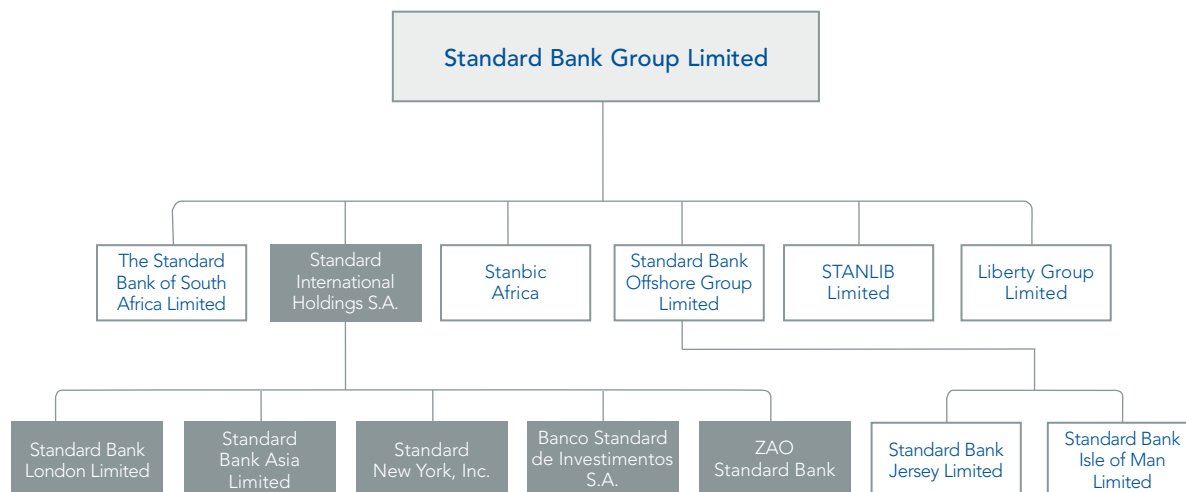 Standard Bank Group Limited
The Standard
Bank of South
Africa Limited
Standard
International
Holdings S.A.
Stanbic
Africa
Standard Bank
Offshore Group
Limited
STANLIB
Limited
Liberty Group
Limited
Standard Bank
London Limited
Standard
Bank Asia
Limited
Standard
New York, Inc.
Banco Standard
de Investimentos
S.A.
ZAO
Standard Bank
Standard Bank
Jersey Limited
Standard Bank
Isle of Man
Limited